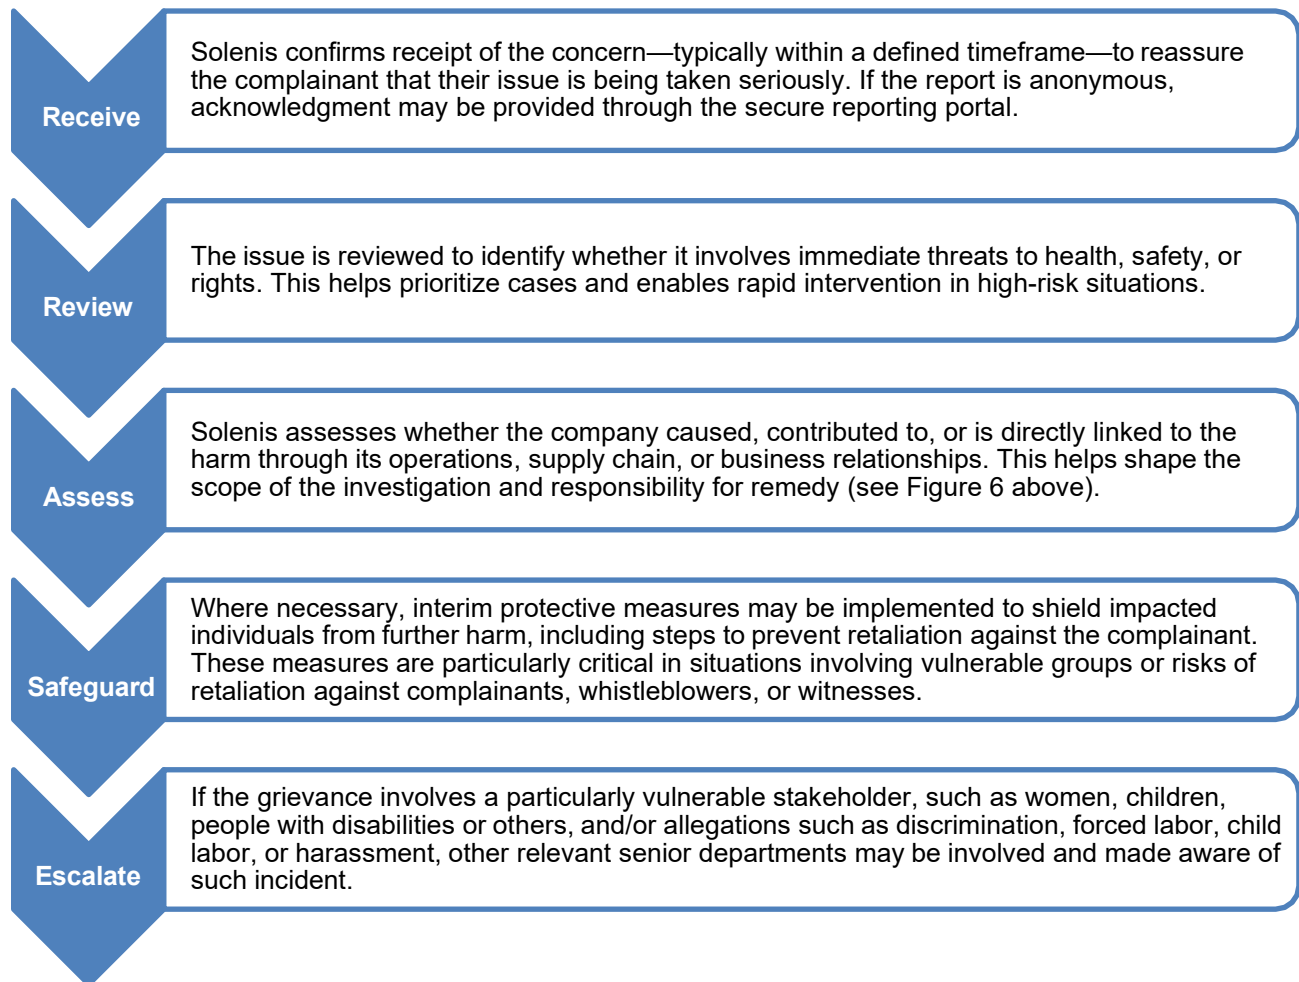 Receive
Solenis confirms receipt of the concern—typically within a defined timeframe—to reassure
the complainant that their issue is being taken seriously. If the report is anonymous,
acknowledgment may be provided through the secure reporting portal.
Review
The issue is reviewed to identify whether it involves immediate threats to health, safety, or
rights. This helps prioritize cases and enables rapid intervention in high-risk situations.
Assess
Solenis assesses whether the company caused, contributed to, or is directly linked to the
harm through its operations, supply chain, or business relationships. This helps shape the
scope of the investigation and responsibility for remedy (see Figure 6 above).
Safeguard
Where necessary, interim protective measures may be implemented to shield impacted
individuals from further harm, including steps to prevent retaliation against the complainant.
These measures are particularly critical in situations involving vulnerable groups or risks of
retaliation against complainants, whistleblowers, or witnesses.
Escalate
If the grievance involves a particularly vulnerable stakeholder, such as women, children,
people with disabilities or others, and/or allegations such as discrimination, forced labor, child
labor, or harassment, other relevant senior departments may be involved and made aware of
such incident.